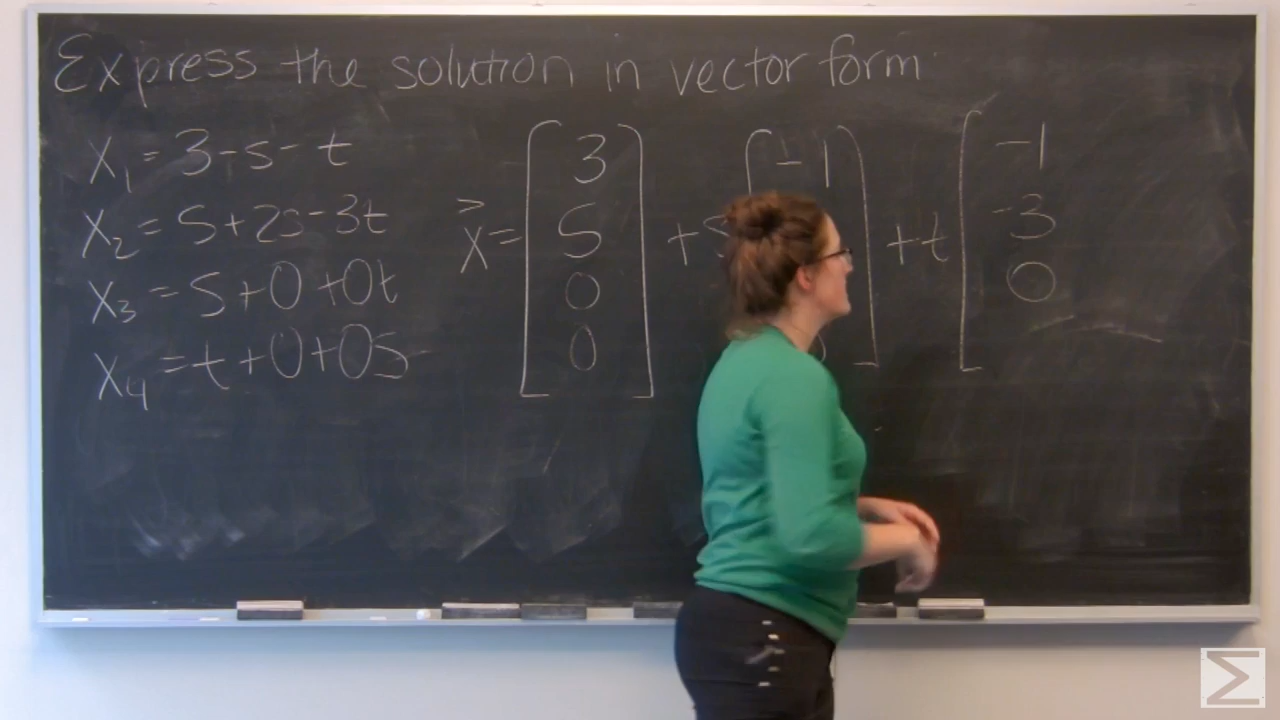 Express the solution in vector form
x₁ = 3 - s - t
x₂ = 5 + 2s - 3t
x₃ = s + 0 + 0t
x₄ = t + 0 + 0s
x⃗ = [3 5 0 0] + s [-1 + t [-1 -3 0
Σ